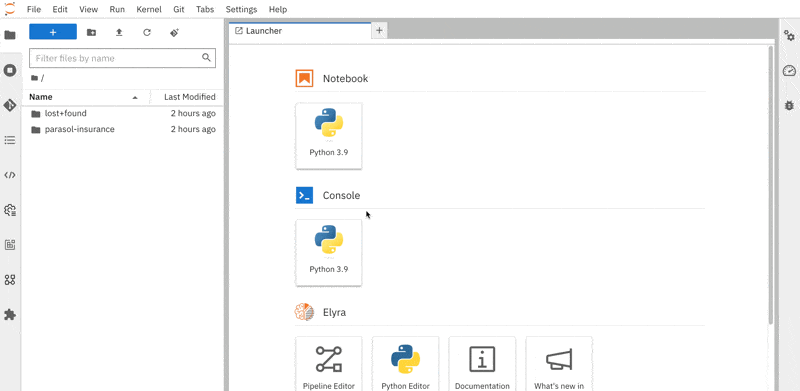 File Edit View Run Kernel Git Tabs Settings Help
Launcher
Filter files by name
/
Name Last Modified
lost+found 2 hours ago
parasol-insurance 2 hours ago
Notebook
Python 3.9
Console
Python 3.9
Elyra
Pipeline Editor Python Editor Documentation What's new in